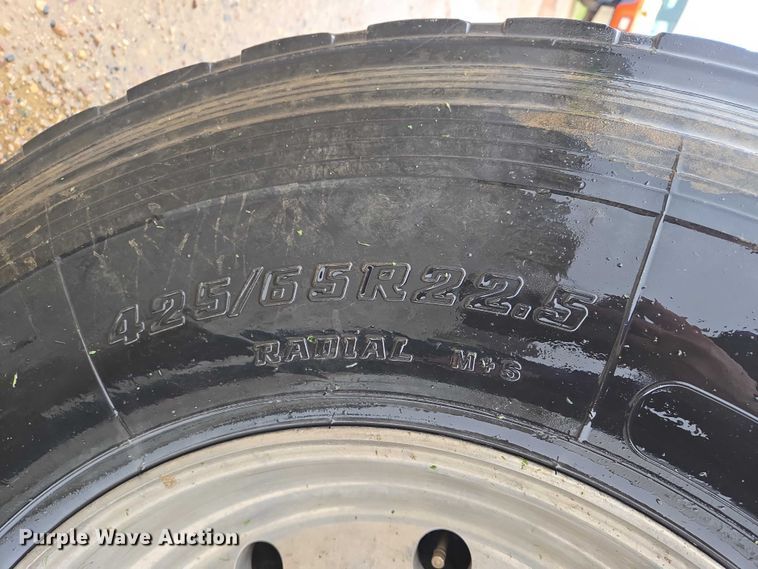 425/65R22.5
RADIAL M+S
Purple Wave Auction®